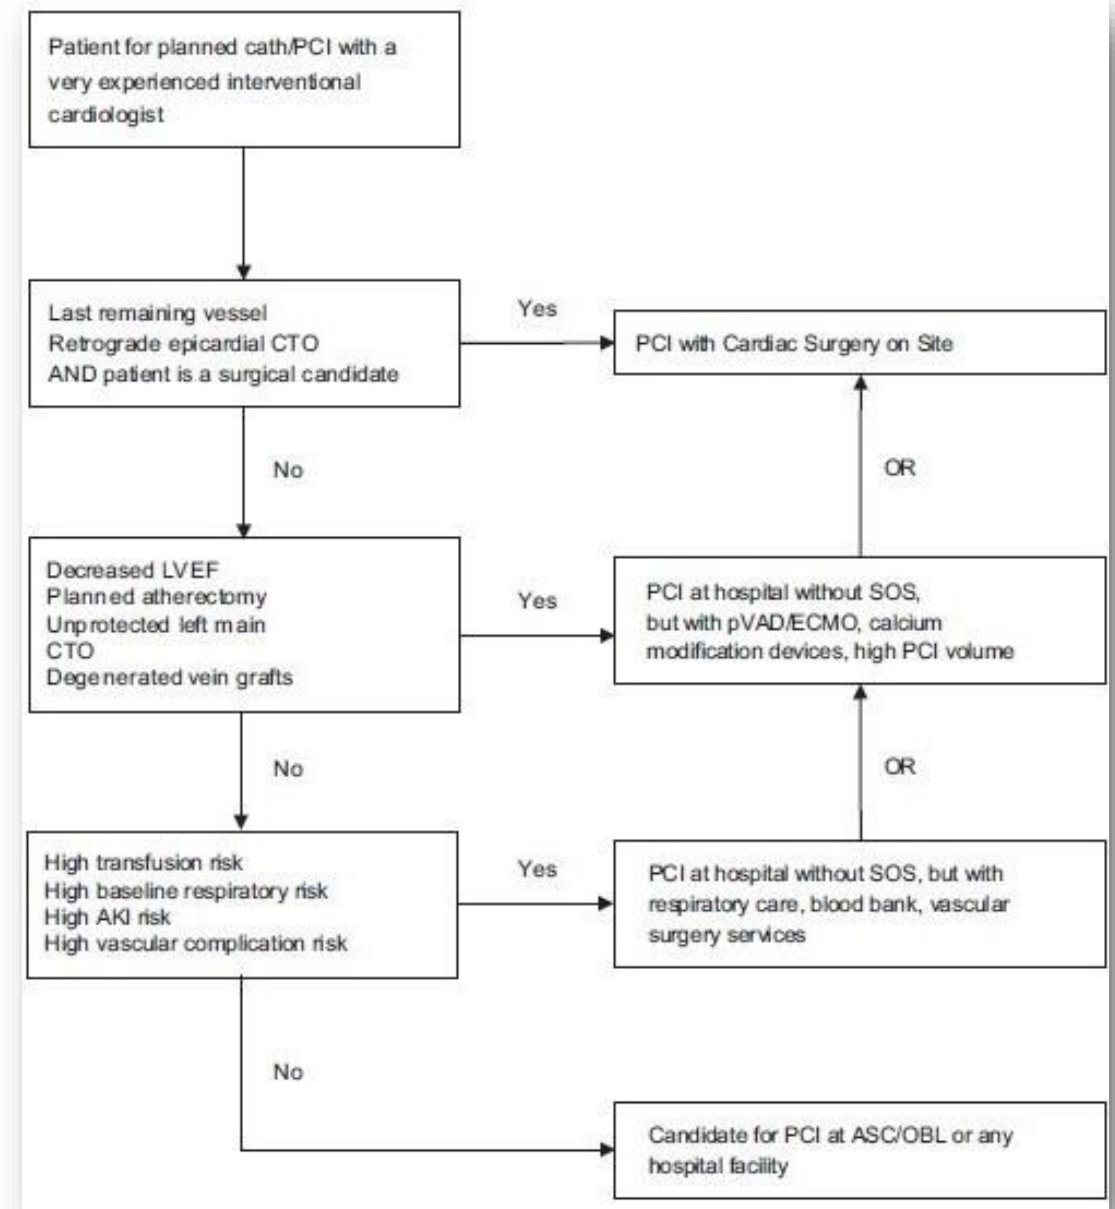 Patient for planned cath/PCI with a
very experienced interventional
cardiologist
Last remaining vessel
Retrograde epicardial CTO
AND patient is a surgical candidate
Yes
PCI with Cardiac Surgery on Site
No
OR
Decreased LVEF
Planned atherectomy
Unprotected left main
CTO
Degenerated vein grafts
Yes
PCI at hospital without SOS,
but with pVAD/ECMO, calcium
modification devices, high PCI volume
No
OR
High transfusion risk
High baseline respiratory risk
High AKI risk
High vascular complication risk
Yes
PCI at hospital without SOS, but with
respiratory care, blood bank, vascular
surgery services
No
Candidate for PCI at ASC/OBL or any
hospital facility